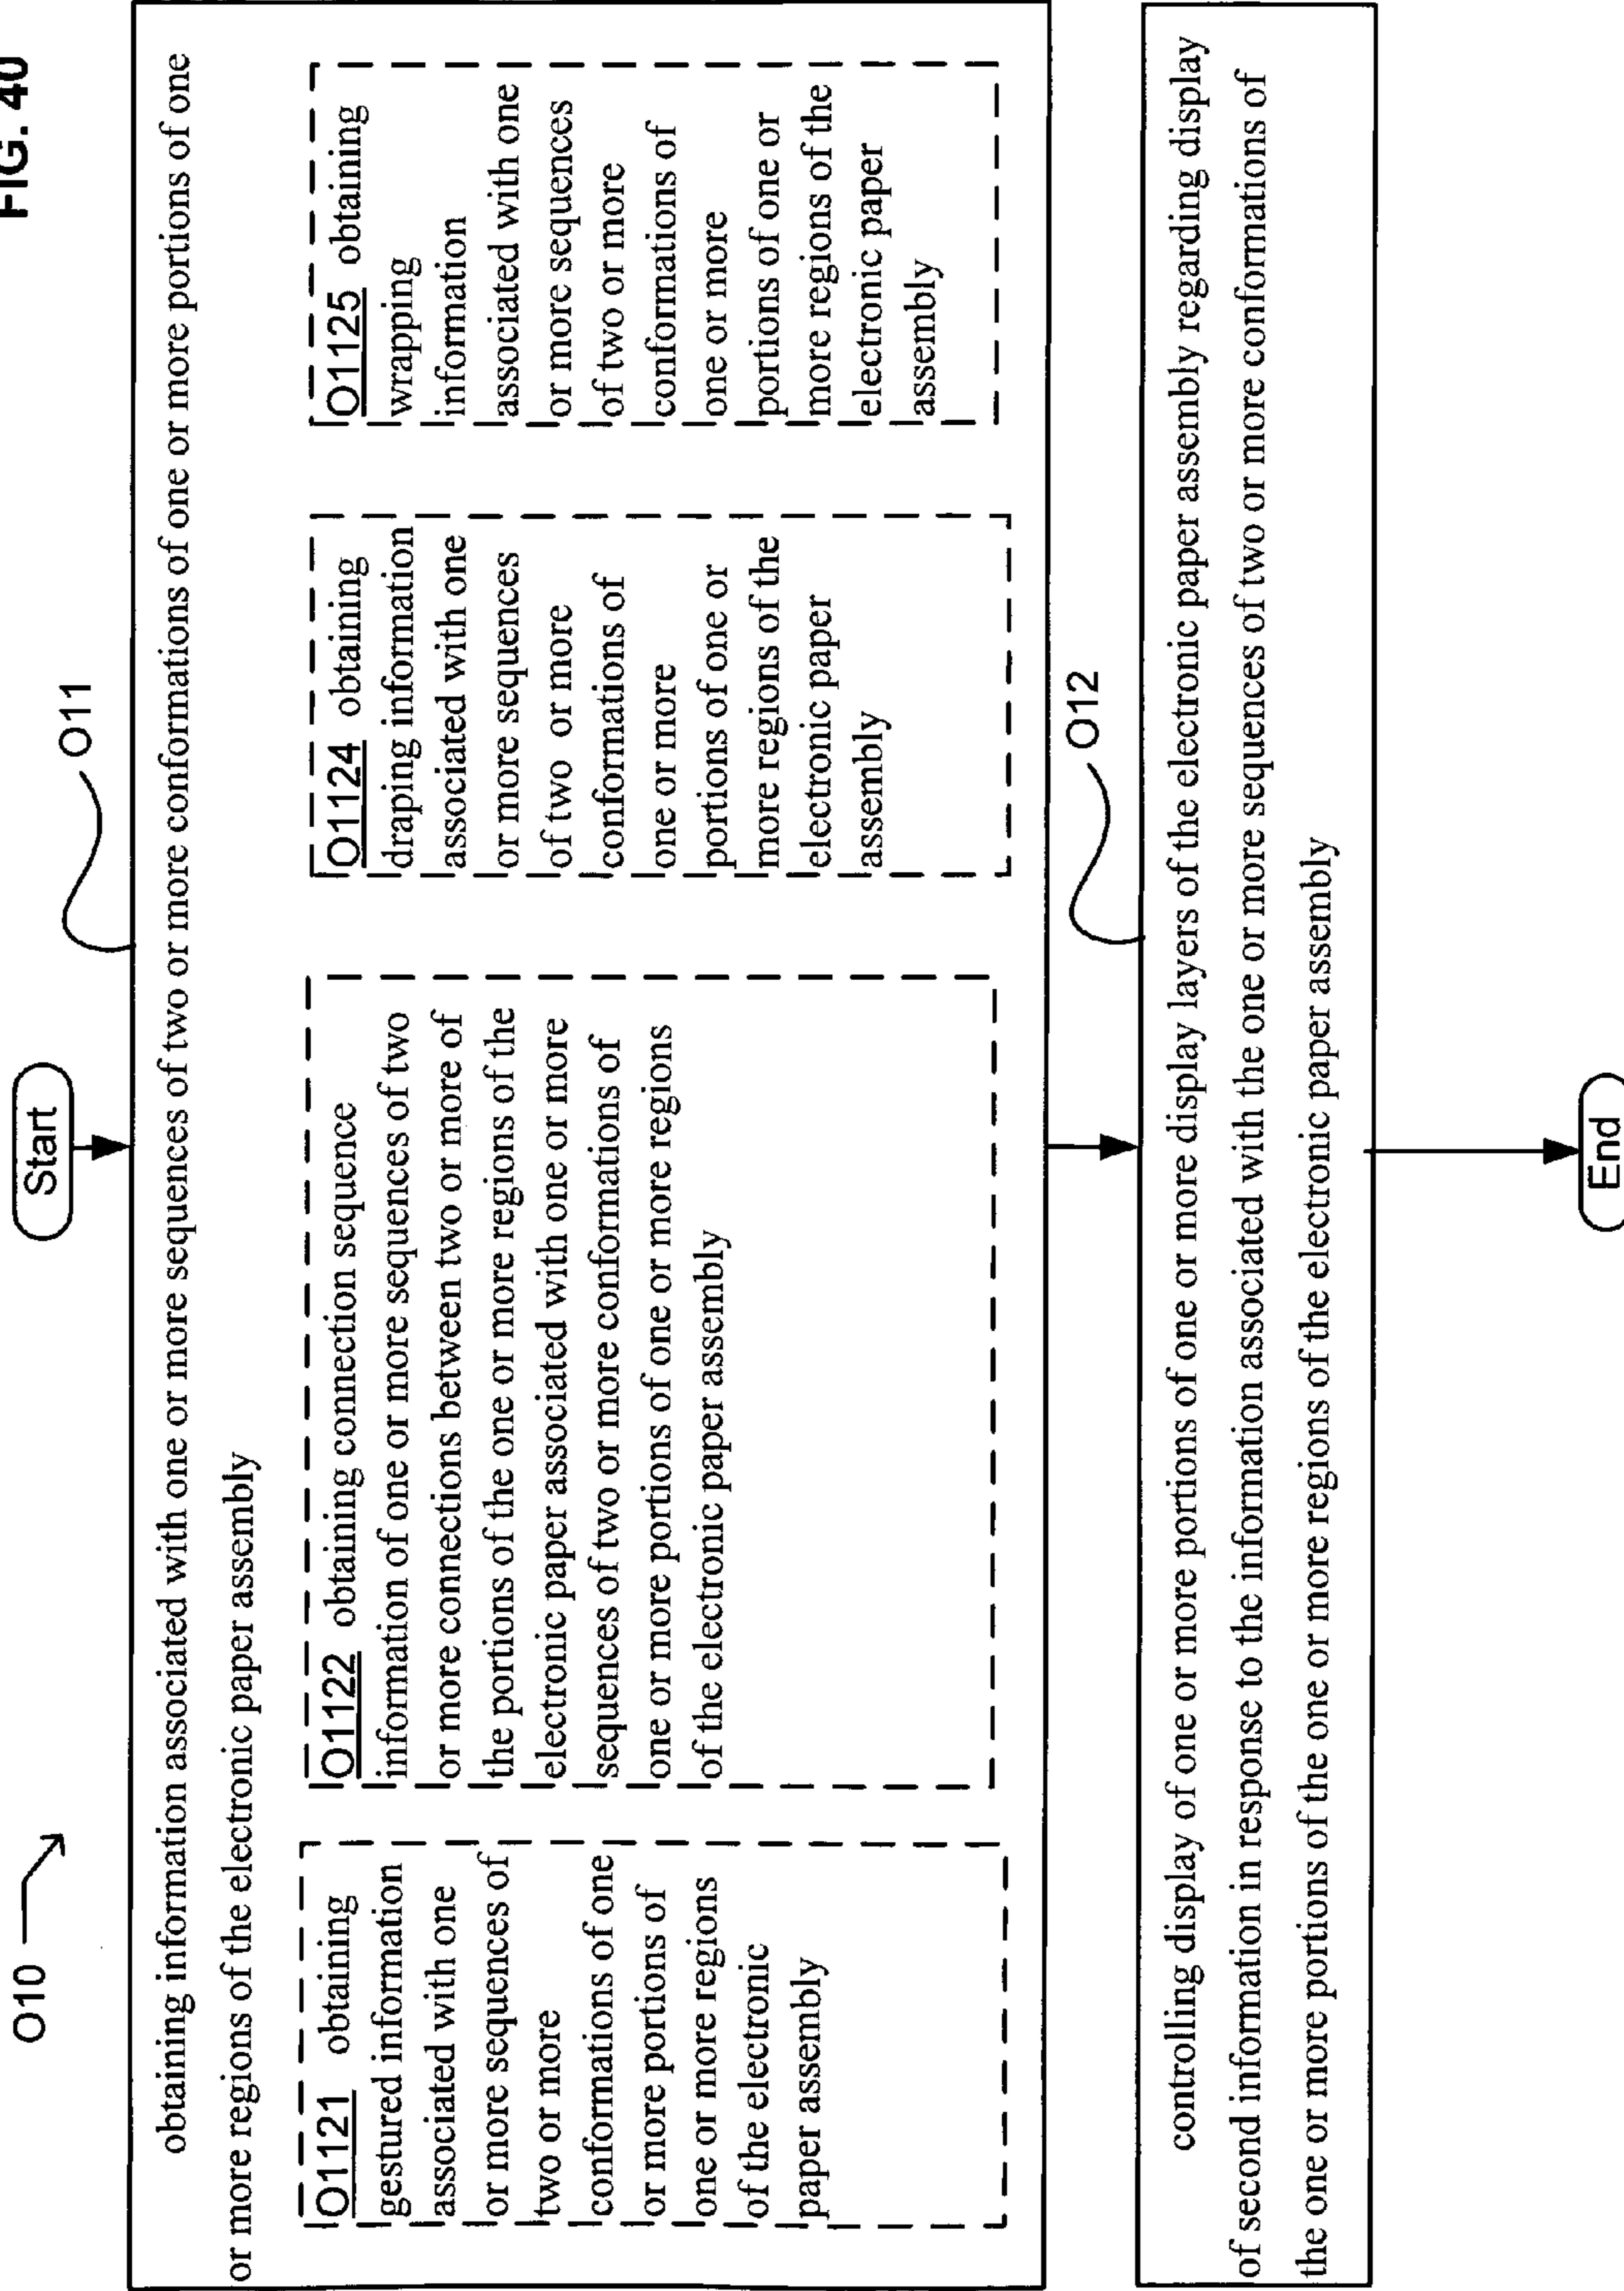 FIG. 40
O10
Start
O11
obtaining information associated with one or more sequences of two or more conformations of one or more portions of one
or more regions of the electronic paper assembly
O1121 obtaining
gestured information
associated with one
or more sequences of
two or more
conformations of one
or more portions of
one or more regions
of the electronic
paper assembly
O1122 obtaining connection sequence
information of one or more sequences of two
or more connections between two or more of
the portions of the one or more regions of the
electronic paper associated with one or more
sequences of two or more conformations of
one or more portions of one or more regions
of the electronic paper assembly
O1124 obtaining
draping information
associated with one
or more sequences
of two or more
conformations of
one or more
portions of one or
more regions of the
electronic paper
assembly
O1125 obtaining
wrapping
information
associated with one
or more sequences
of two or more
conformations of
one or more
portions of one or
more regions of the
electronic paper
assembly
O12
controlling display of one or more portions of one or more display layers of the electronic paper assembly regarding display
of second information in response to the information associated with the one or more sequences of two or more conformations of
the one or more portions of the one or more regions of the electronic paper assembly
End